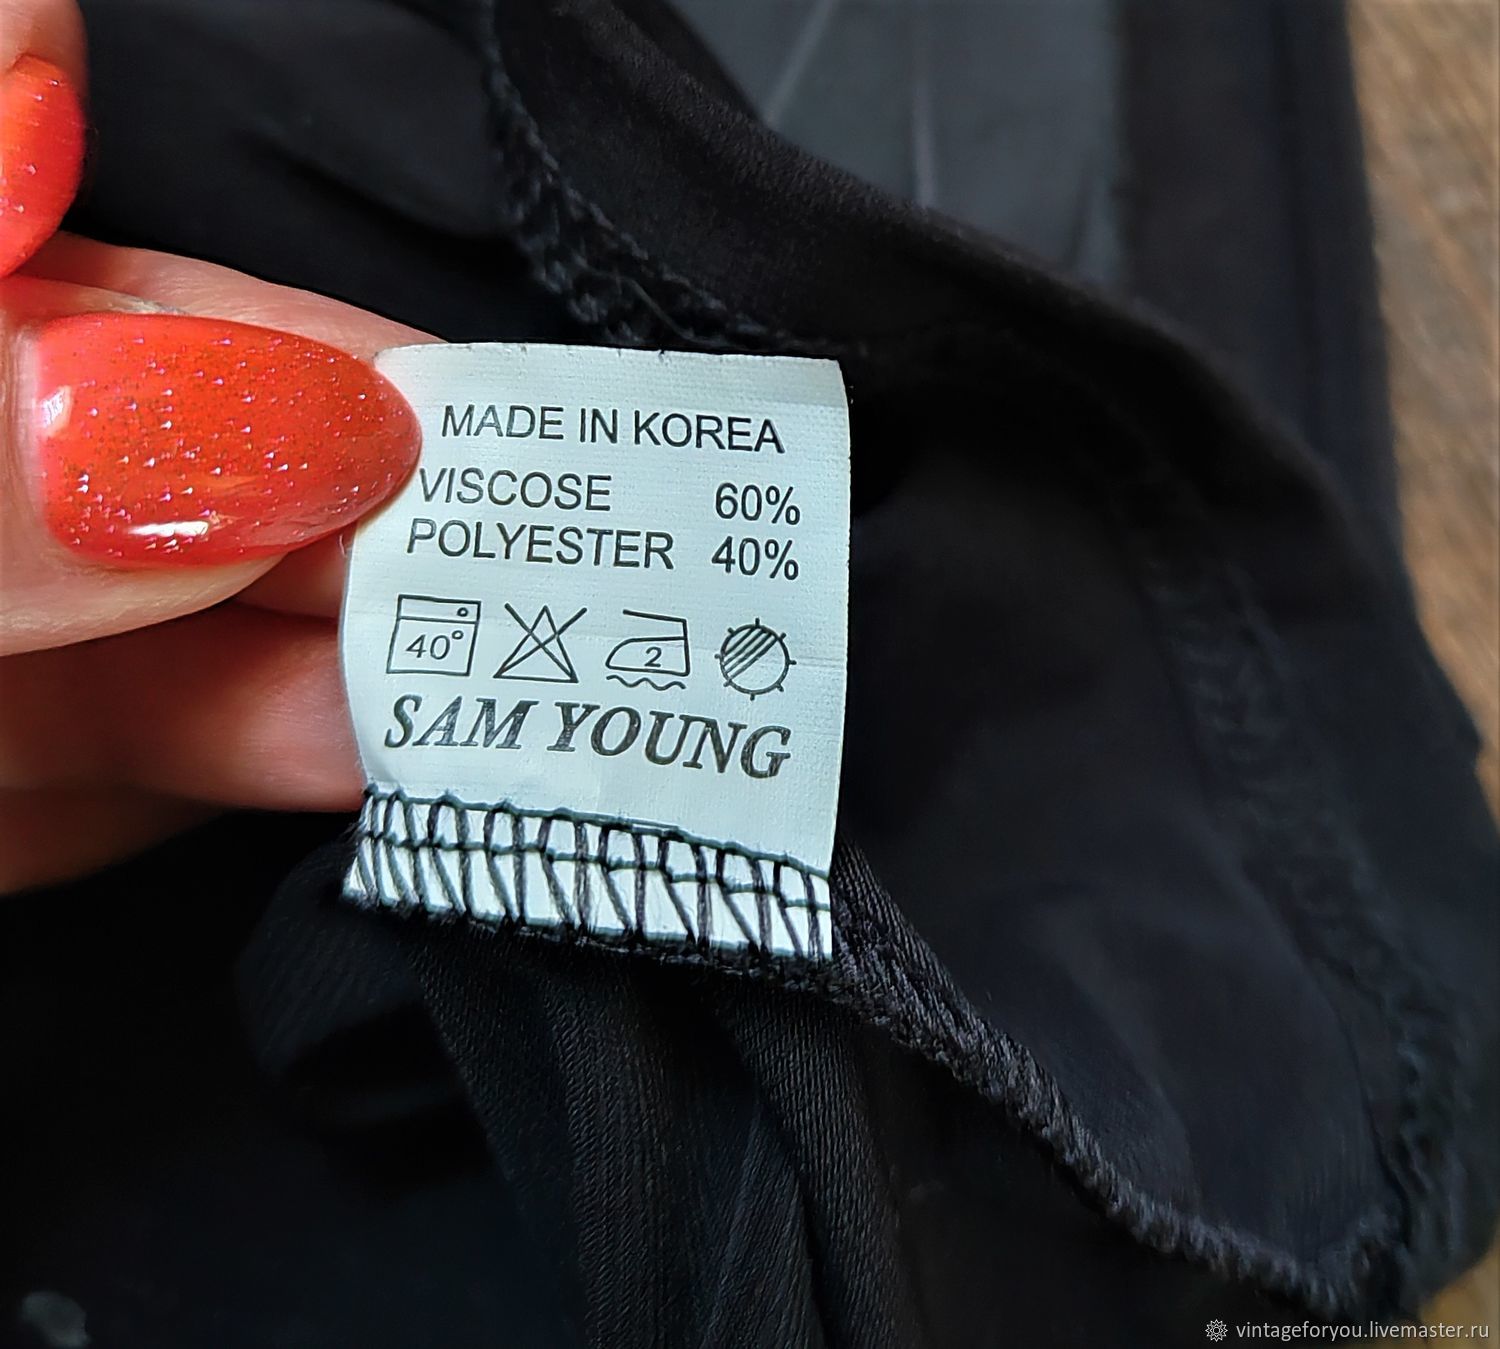 MADE IN KOREA
VISCOSE 60%
POLYESTER 40%
40° 2
SAM YOUNG
vintageforyou.livemaster.ru